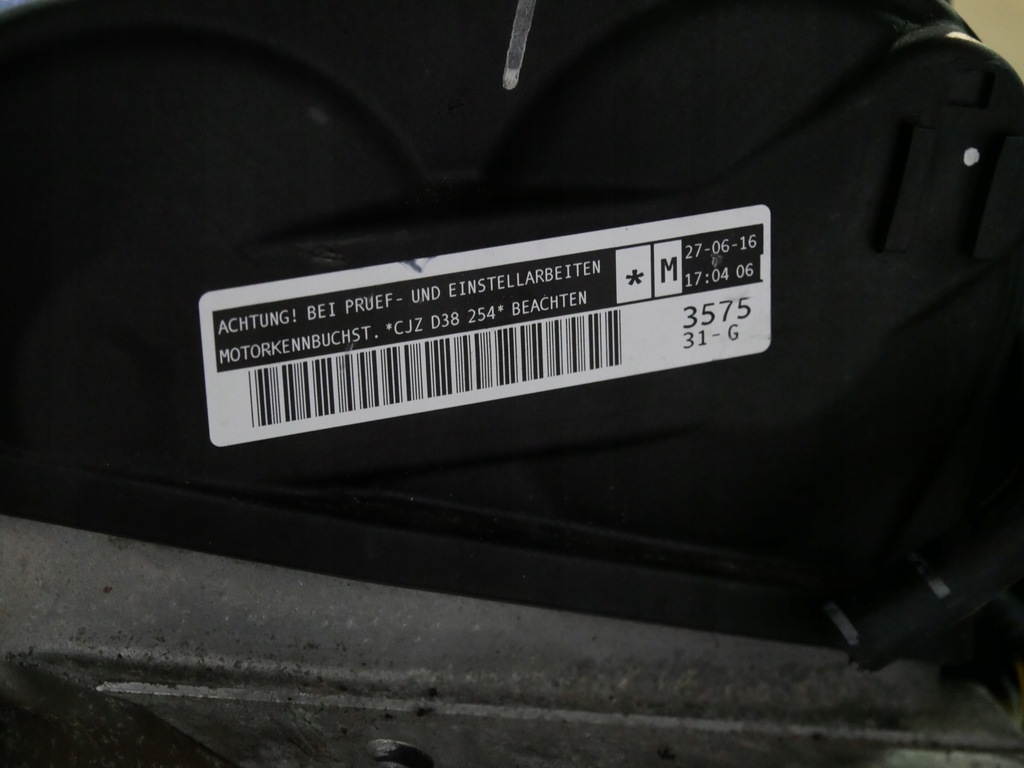 ACHTUNG! BEI PRUEF- UND EINSTELLARBEITEN
MOTORKENNBUCHST. *CJZ D38 254* BEACHTEN
*
M
27-06-16
17:04 06
3575
31-G